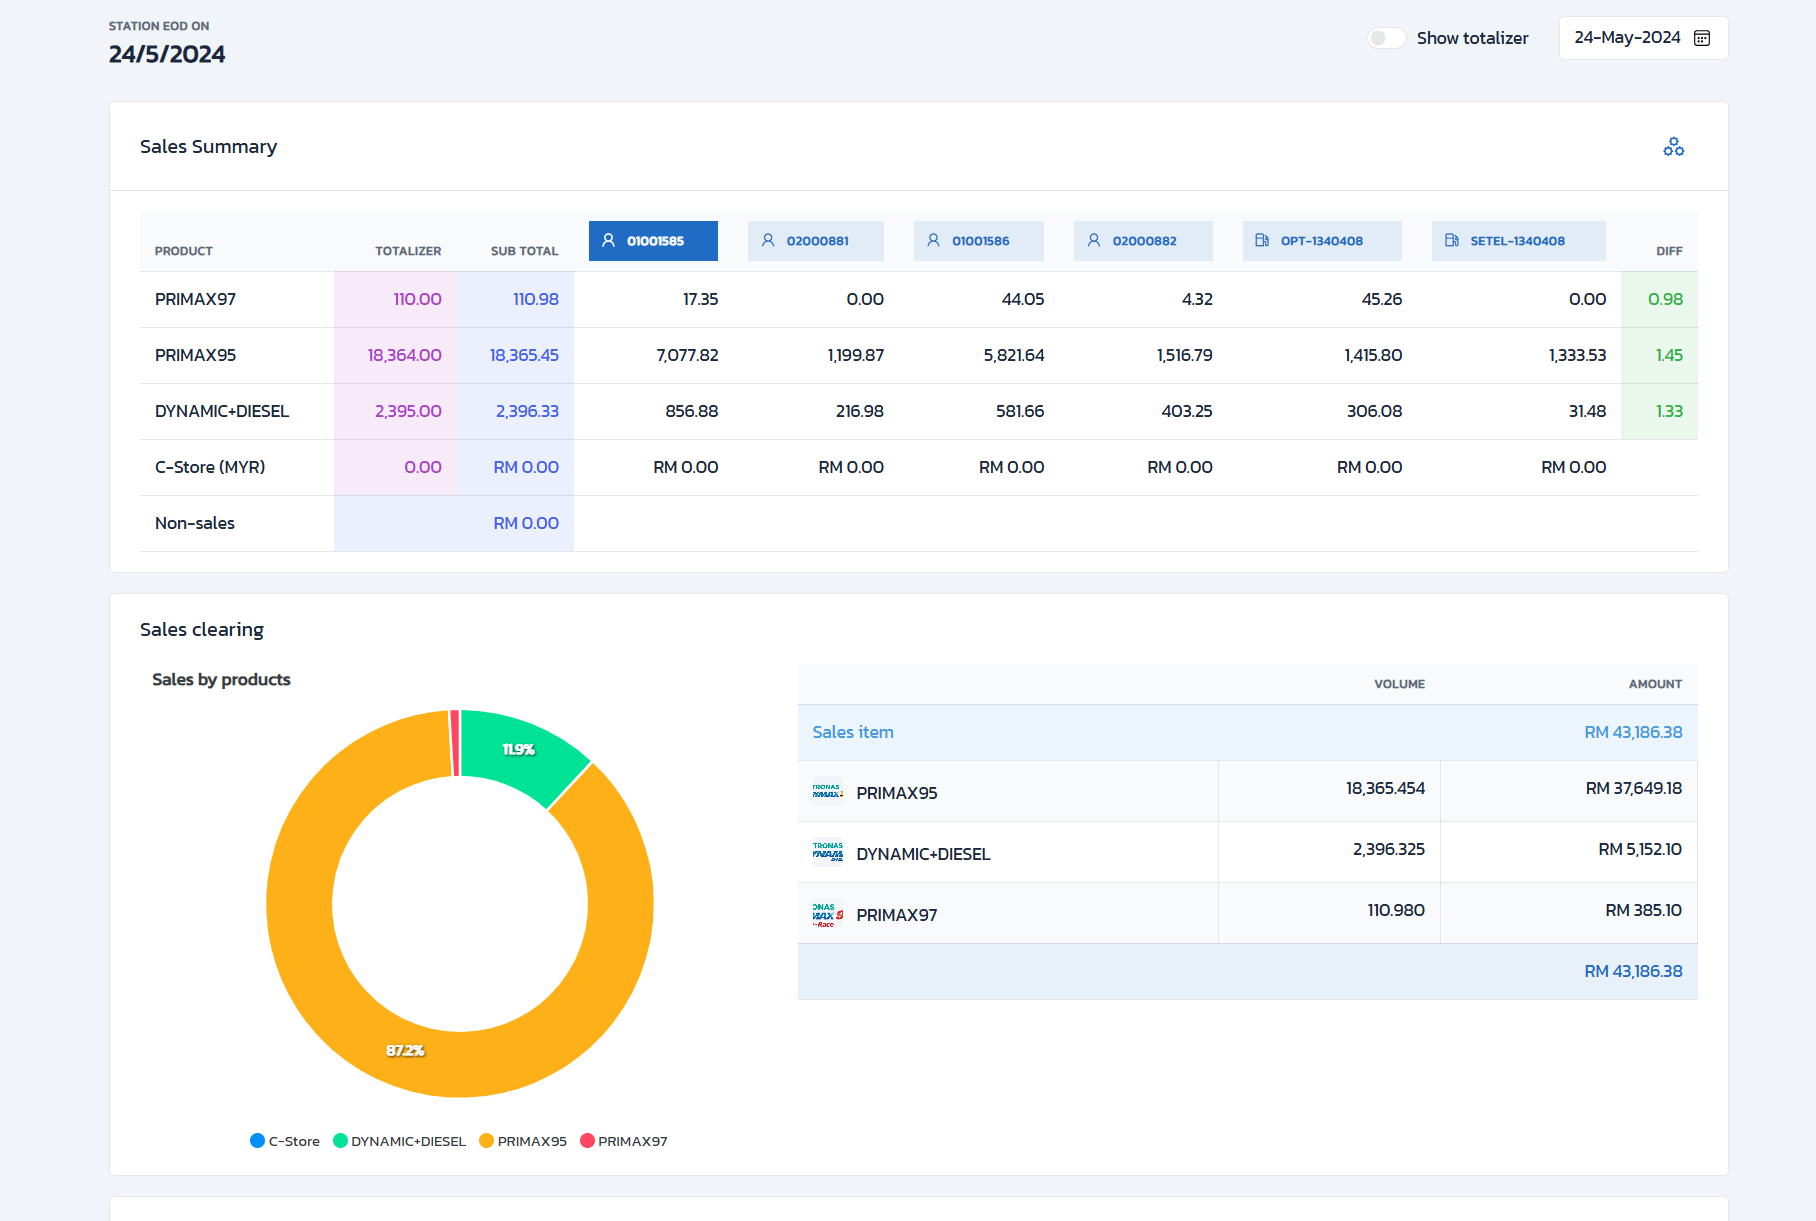 STATION EOD ON
24/5/2024
Show totalizer
24-May-2024
Sales Summary
PRODUCT TOTALIZER SUB TOTAL 01001585 02000881 01001586 02000882 OPT-1340408 SETEL-1340408 DIFF
PRIMAX97 110.00 110.98 17.35 0.00 44.05 4.32 45.26 0.00 0.98
PRIMAX95 18,364.00 18,365.45 7,077.82 1,199.87 5,821.64 1,516.79 1,415.80 1,333.53 1.45
DYNAMIC+DIESEL 2,395.00 2,396.33 856.88 216.98 581.66 403.25 306.08 31.48 1.33
C-Store (MYR) 0.00 RM 0.00 RM 0.00 RM 0.00 RM 0.00 RM 0.00 RM 0.00 RM 0.00
Non-sales RM 0.00
Sales clearing
Sales by products
11.9%
87.2%
C-Store DYNAMIC+DIESEL PRIMAX95 PRIMAX97
VOLUME AMOUNT
Sales item RM 43,186.38
PRIMAX95 18,365.454 RM 37,649.18
DYNAMIC+DIESEL 2,396.325 RM 5,152.10
PRIMAX97 110.980 RM 385.10
RM 43,186.38